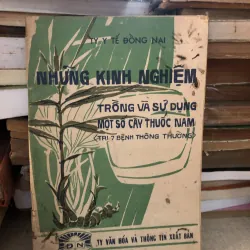 TY Y TẾ ĐỒNG NAI
NHỮNG KINH NGHIỆM
TRỒNG VÀ SỬ DỤNG
MỘT SỐ CÂY THUỐC NAM
(TRỊ 7 BỆNH THÔNG THƯỜNG)
ĐN
TY VĂN HÓA VÀ THÔNG TIN XUẤT BẢN